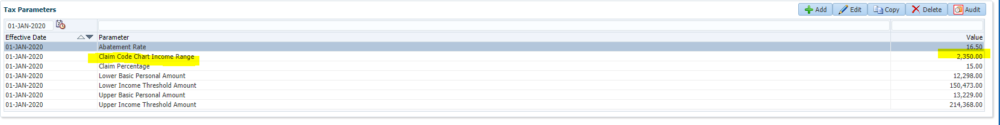 Tax Parameters Add Edit Copy Delete Audit
01-JAN-2020
Effective Date Parameter Value
01-JAN-2020 Abatement Rate 16.50
01-JAN-2020 Claim Code Chart Income Range 2,350.00
01-JAN-2020 Claim Percentage 15.00
01-JAN-2020 Lower Basic Personal Amount 12,298.00
01-JAN-2020 Lower Income Threshold Amount 150,473.00
01-JAN-2020 Upper Basic Personal Amount 13,229.00
01-JAN-2020 Upper Income Threshold Amount 214,368.00